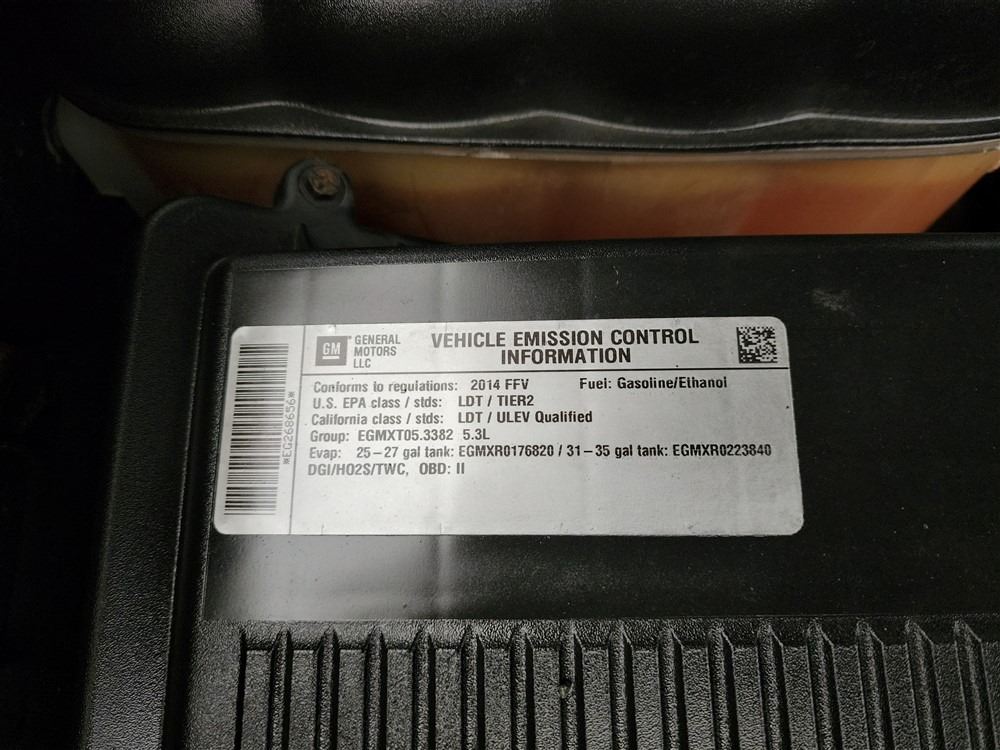 GM
GENERAL
MOTORS
LLC
VEHICLE EMISSION CONTROL
INFORMATION
Conforms to regulations: 2014 FFV Fuel: Gasoline/Ethanol
U.S. EPA class / stds: LDT / TIER2
California class / stds: LDT / ULEV Qualified
Group: EGMXT05.3382 5.3L
Evap: 25-27 gal tank: EGMXR0176820 / 31-35 gal tank: EGMXR0223840
DGI/HO2S/TWC, OBD: II
*EG268656*